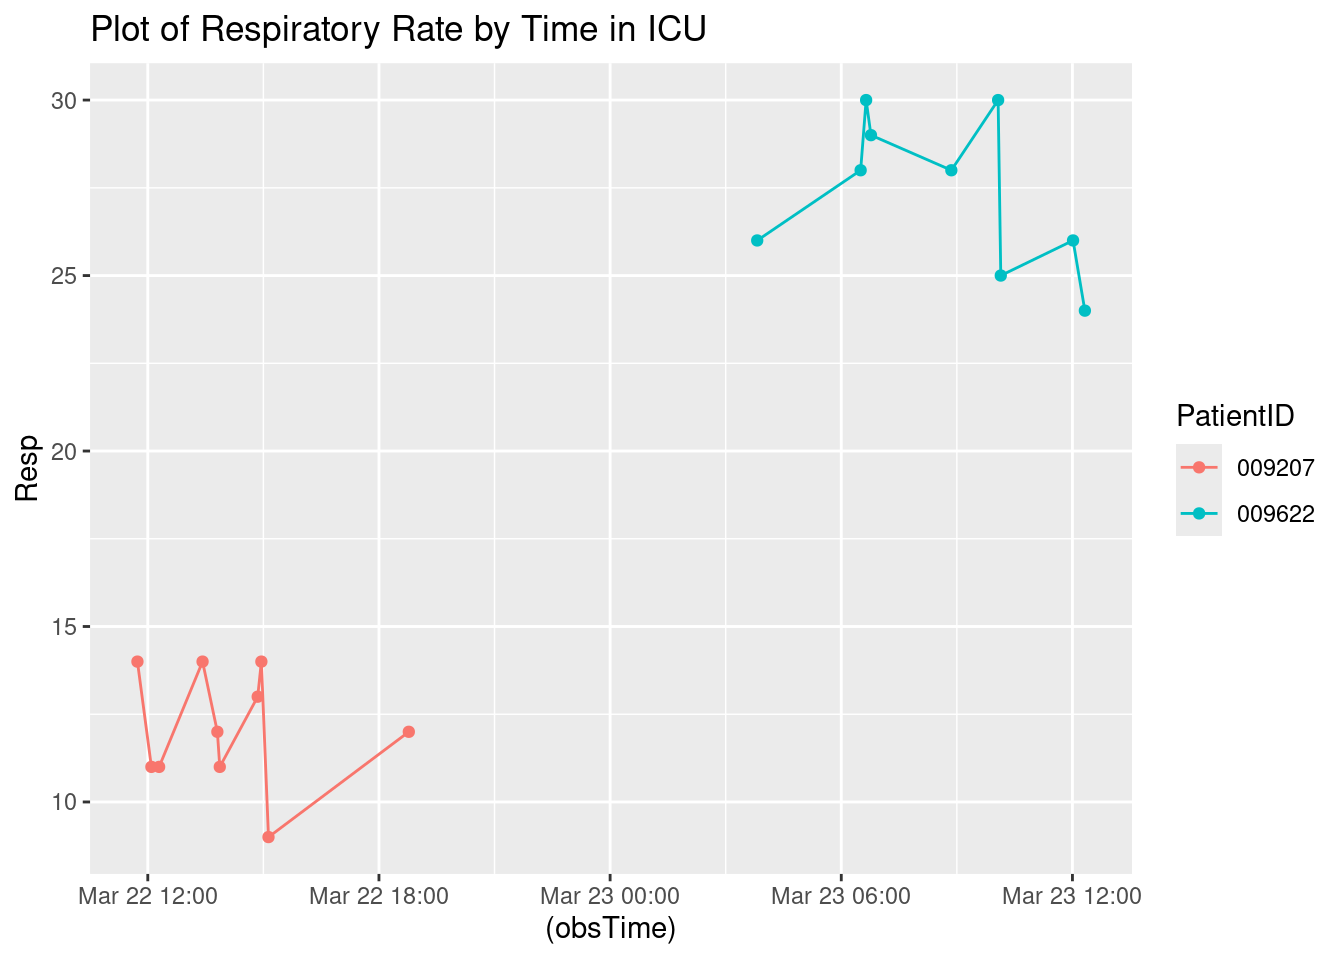 Plot of Respiratory Rate by Time in ICU
Resp
30
25
20
15
10
Mar 22 12:00
Mar 22 18:00
Mar 23 00:00
Mar 23 06:00
Mar 23 12:00
(obsTime)
PatientID
009207
009622